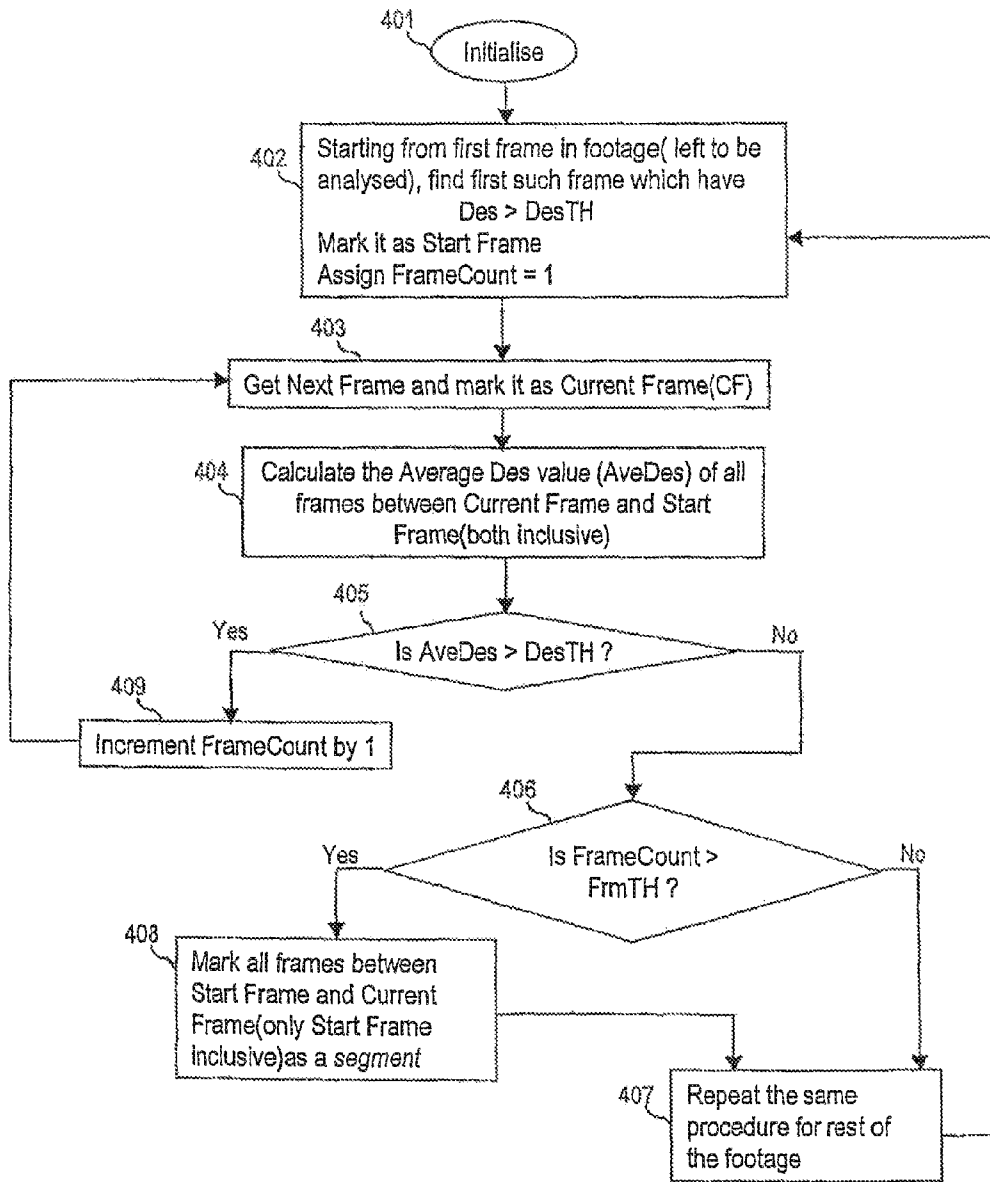 401
Initialise
402
Starting from first frame in footage( left to be
analysed), find first such frame which have
Des > DesTH
Mark it as Start Frame
Assign FrameCount = 1
403
Get Next Frame and mark it as Current Frame(CF)
404
Calculate the Average Des value (AveDes) of all
frames between Current Frame and Start
Frame(both inclusive)
405
Yes
Is AveDes > DesTH ?
No
409
Increment FrameCount by 1
406
Yes
Is FrameCount >
FrmTH ?
No
408
Mark all frames between
Start Frame and Current
Frame(only Start Frame
inclusive)as a segment
407
Repeat the same
procedure for rest of
the footage